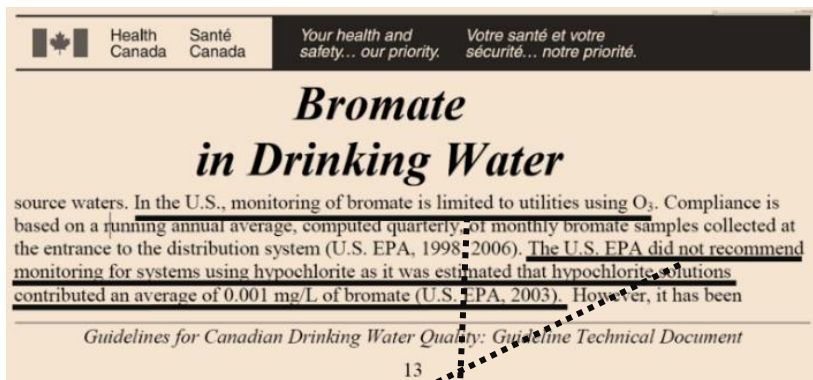 Health Canada
Santé Canada
Your health and safety... our priority.
Votre santé et votre sécurité... notre priorité.
Bromate
in Drinking Water
source waters. In the U.S., monitoring of bromate is limited to utilities using O₃. Compliance is
based on a running annual average, computed quarterly, of monthly bromate samples collected at
the entrance to the distribution system (U.S. EPA, 1998, 2006). The U.S. EPA did not recommend
monitoring for systems using hypochlorite as it was estimated that hypochlorite solutions
contributed an average of 0.001 mg/L of bromate (U.S. EPA, 2003). However, it has been
Guidelines for Canadian Drinking Water Quality: Guideline Technical Document
13